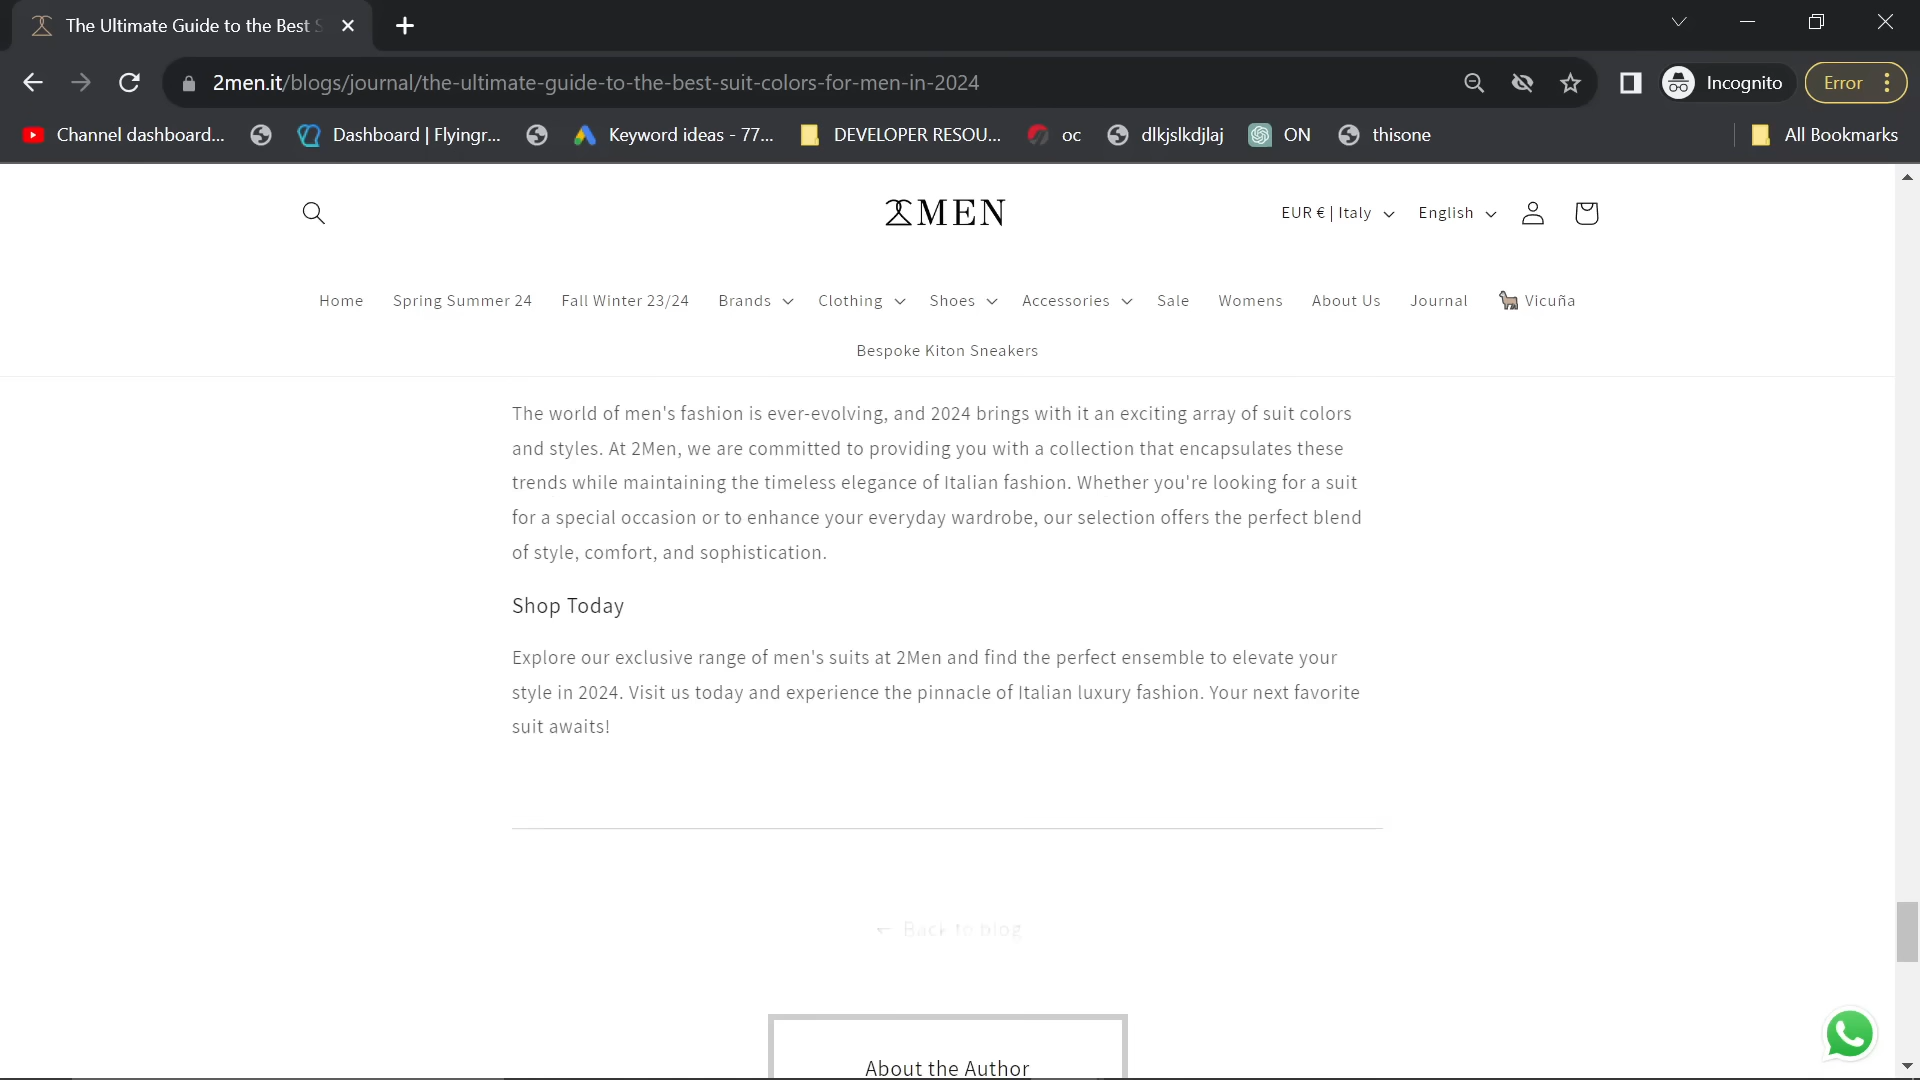 The Ultimate Guide to the Best S
2men.it/blogs/journal/the-ultimate-guide-to-the-best-suit-colors-for-men-in-2024
Incognito
Error
Channel dashboard...
Dashboard | Flyingr...
Keyword ideas - 77...
DEVELOPER RESOU...
oc
dlkjslkdjlaj
ON
thisone
All Bookmarks
2MEN
EUR € | Italy
English
Home
Spring Summer 24
Fall Winter 23/24
Brands
Clothing
Shoes
Accessories
Sale
Womens
About Us
Journal
Vicuña
Bespoke Kiton Sneakers
The world of men's fashion is ever-evolving, and 2024 brings with it an exciting array of suit colors
and styles. At 2Men, we are committed to providing you with a collection that encapsulates these
trends while maintaining the timeless elegance of Italian fashion. Whether you're looking for a suit
for a special occasion or to enhance your everyday wardrobe, our selection offers the perfect blend
of style, comfort, and sophistication.
Shop Today
Explore our exclusive range of men's suits at 2Men and find the perfect ensemble to elevate your
style in 2024. Visit us today and experience the pinnacle of Italian luxury fashion. Your next favorite
suit awaits!
← Back to blog
About the Author